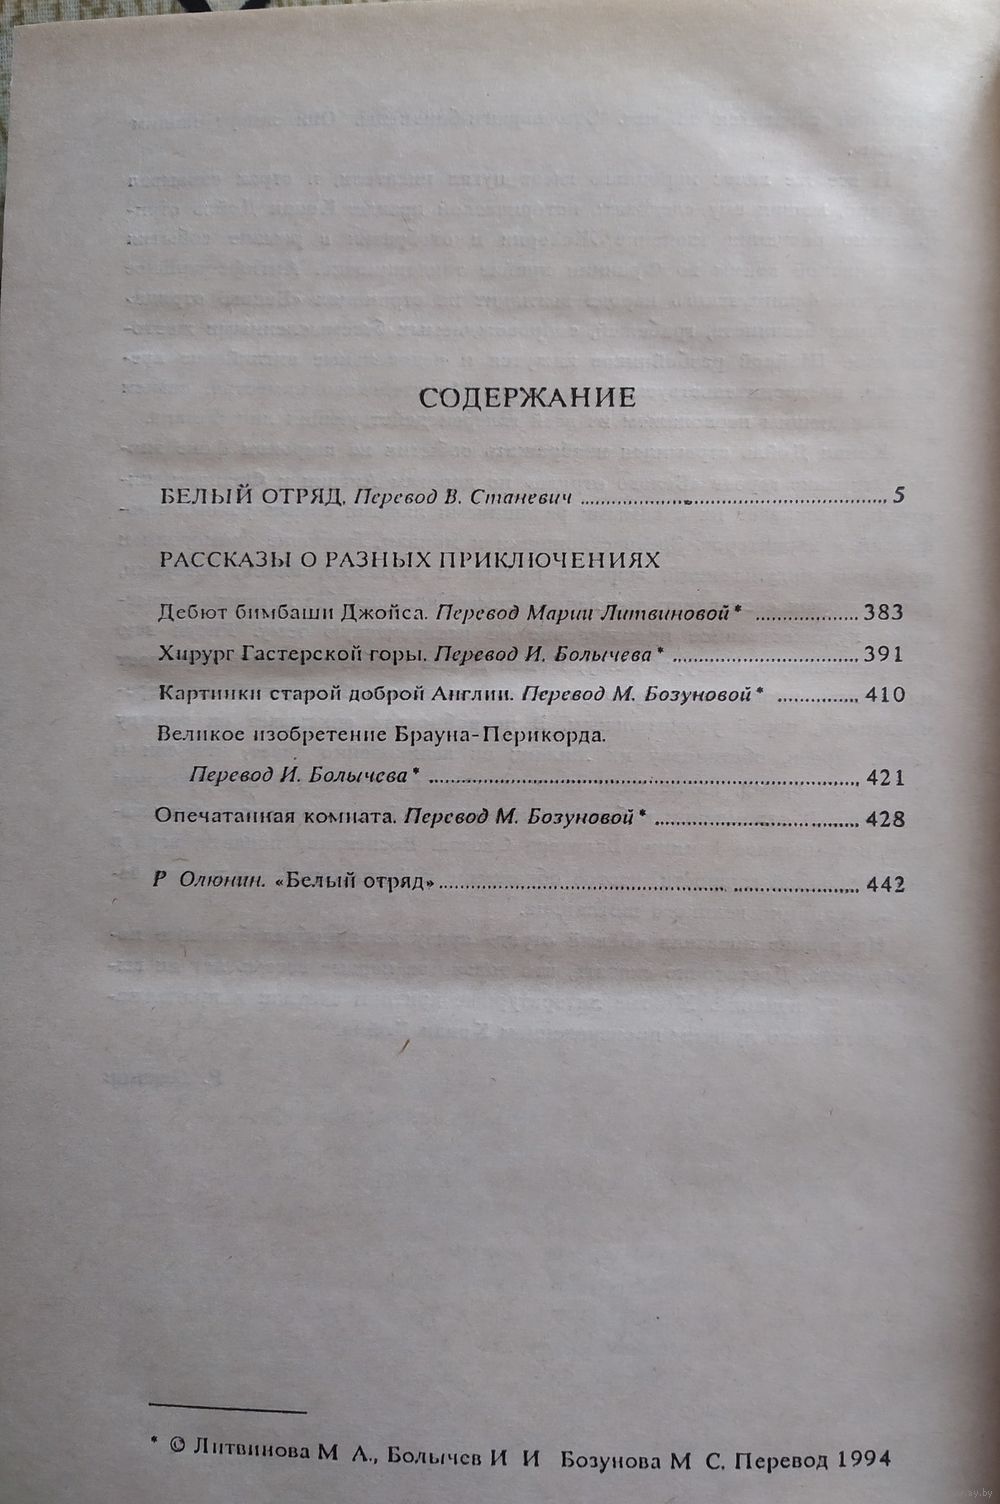 СОДЕРЖАНИЕ
БЕЛЫЙ ОТРЯД. Перевод В. Станевич ........ 5
РАССКАЗЫ О РАЗНЫХ ПРИКЛЮЧЕНИЯХ
Дебют бимбаши Джойса. Перевод Марии Литвиновой* ........ 383
Хирург Гастерской горы. Перевод И. Болычева* ........ 391
Картинки старой доброй Англии. Перевод М. Бозуновой* ........ 410
Великое изобретение Брауна-Перикорда.
Перевод И. Болычева* ........ 421
Опечатанная комната. Перевод М. Бозуновой* ........ 428
Р Олюнин. «Белый отряд» ........ 442
* © Литвинова М А., Болычев И И Бозунова М С. Перевод 1994